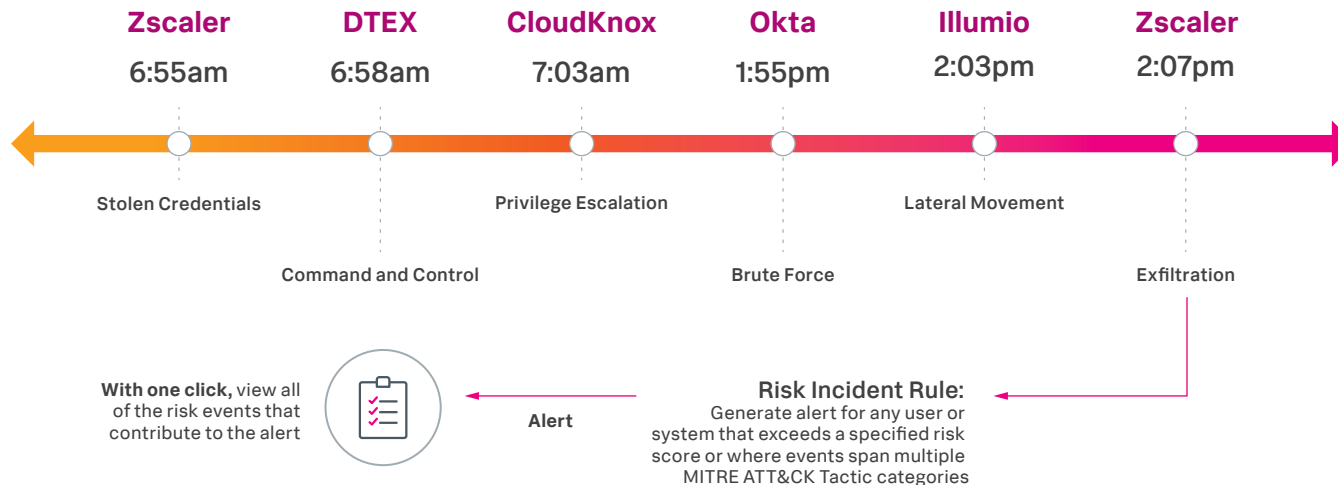 Zscaler
DTEX
CloudKnox
Okta
Illumio
Zscaler
6:55am
6:58am
7:03am
1:55pm
2:03pm
2:07pm
Stolen Credentials
Privilege Escalation
Lateral Movement
Command and Control
Brute Force
Exfiltration
With one click, view all
of the risk events that
contribute to the alert
Alert
Risk Incident Rule:
Generate alert for any user or
system that exceeds a specified risk
score or where events span multiple
MITRE ATT&CK Tactic categories